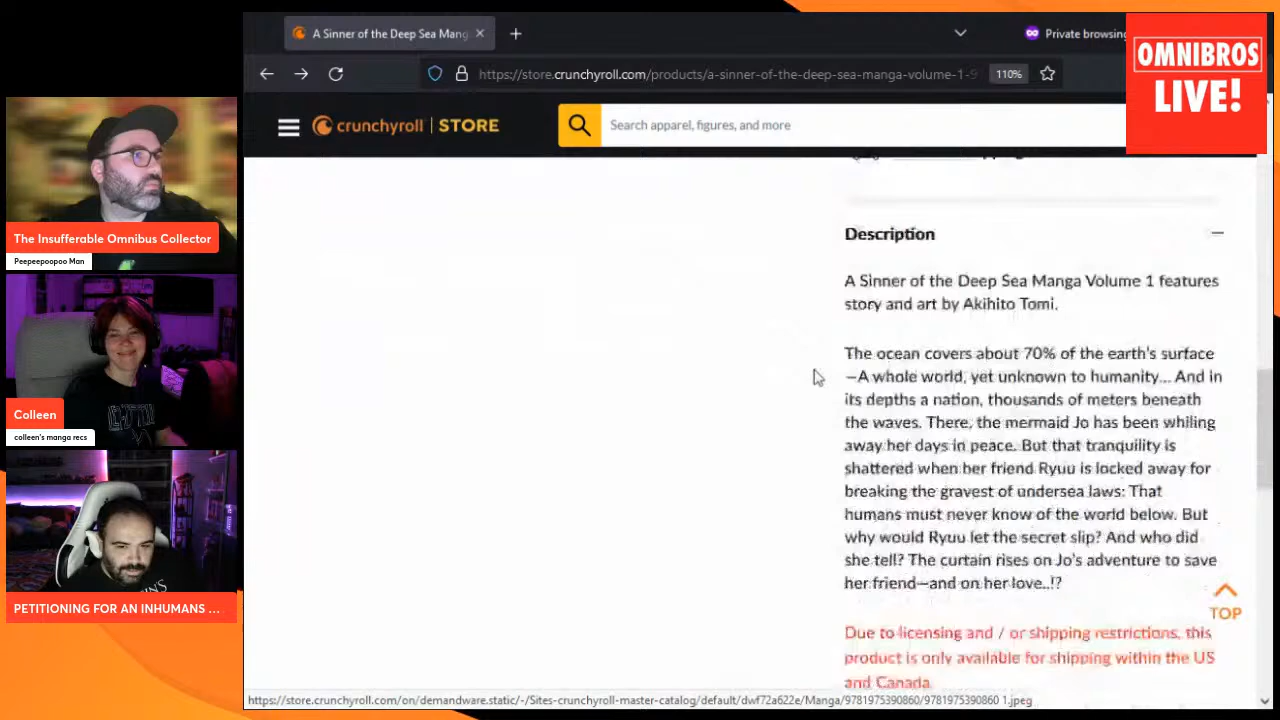 A Sinner of the Deep Sea Mang
Private browsing
https://store.crunchyroll.com/products/a-sinner-of-the-deep-sea-manga-volume-1-9
110%
OMNIBROS
LIVE!
crunchyroll | STORE
Search apparel, figures, and more
The Insufferable Omnibus Collector
Peepeepoopoo Man
Colleen
colleen's manga recs
PETITIONING FOR AN INHUMANS ...
Description
A Sinner of the Deep Sea Manga Volume 1 features
story and art by Akihito Tomi.
The ocean covers about 70% of the earth's surface
—A whole world, yet unknown to humanity... And in
its depths a nation, thousands of meters beneath
the waves. There, the mermaid Jo has been whiling
away her days in peace. But that tranquility is
shattered when her friend Ryuu is locked away for
breaking the gravest of undersea laws: That
humans must never know of the world below. But
why would Ryuu let the secret slip? And who did
she tell? The curtain rises on Jo's adventure to save
her friend—and on her love..!?
TOP
Due to licensing and / or shipping restrictions, this
product is only available for shipping within the US
and Canada.
https://store.crunchyroll.com/on/demandware.static/-/Sites-crunchyroll-master-catalog/default/dwf72a622e/Manga/9781975390860/9781975390860 1.jpeg